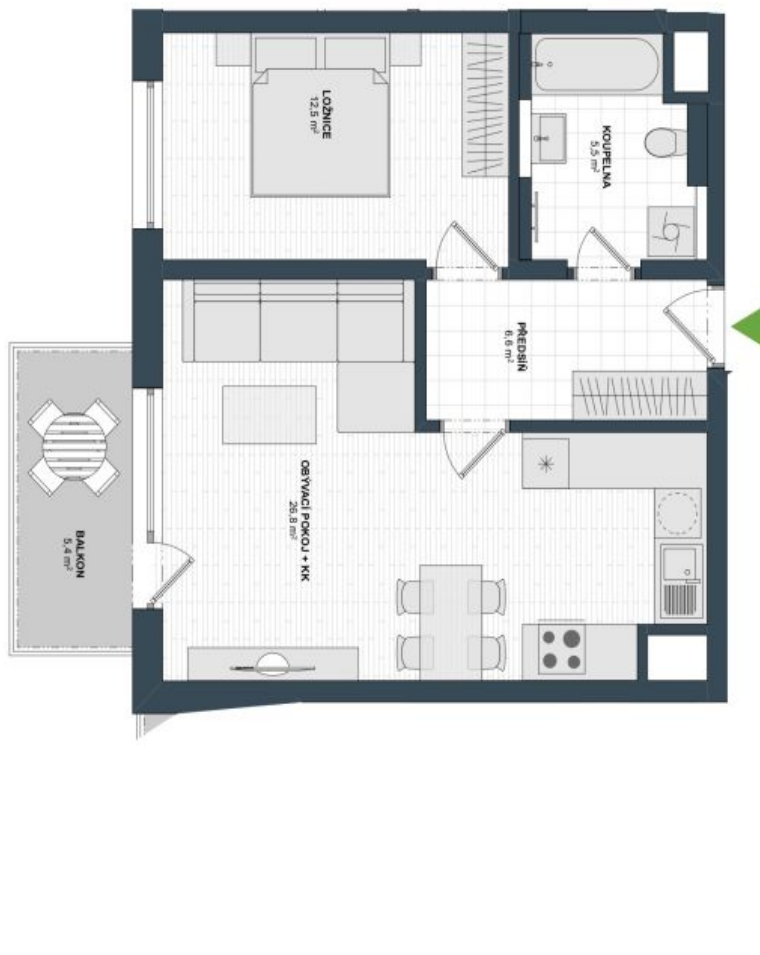 LOŽNICE
12,5 m²
KOUPELNA
5,5 m²
PŘEDSÍŇ
6,6 m²
OBÝVACÍ POKOJ + KK
26,8 m²
BALKON
5,4 m²